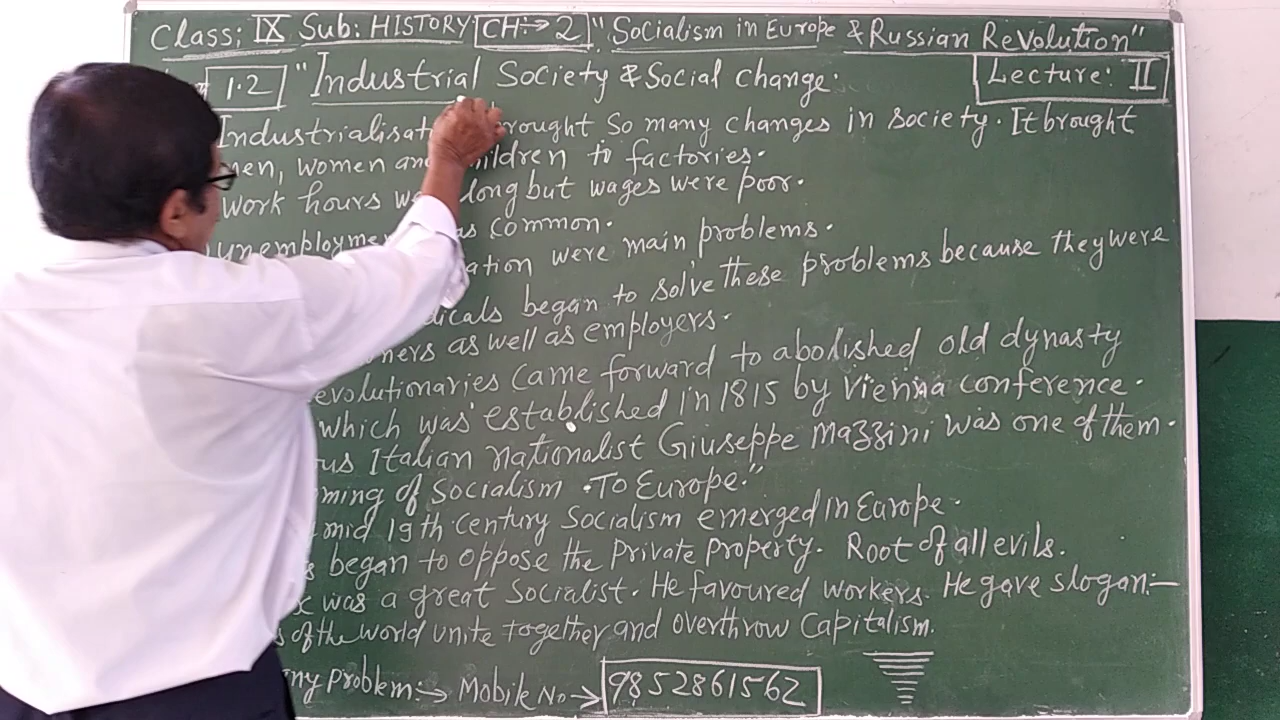 Class; IX Sub: HISTORY CH:→ 2 "Socialism in Europe & Russian Revolution"
1.2 "Industrial Society & Social change:
Lecture: II
Industrialisat rought so many changes in society. It brought
men, women and children to factories.
work hours w long but wages were poor.
unemploymen as common.
ation were main problems.
dicals began to solve these problems because they were
ners as well as employers.
evolutionaries came forward to abolished old dynasty
which was established in 1815 by Vienna conference.
us Italian nationalist Giuseppe Mazzini was one of them.
ming of Socialism .To Europe."
mid 19th century Socialism emerged in Europe.
s began to oppose the private property. Root of all evils.
x was a great Socialist. He favoured workers. He gave slogan:—
s of the world unite together and overthrow Capitalism.
ny Problem:→ Mobile No→ 9852861562